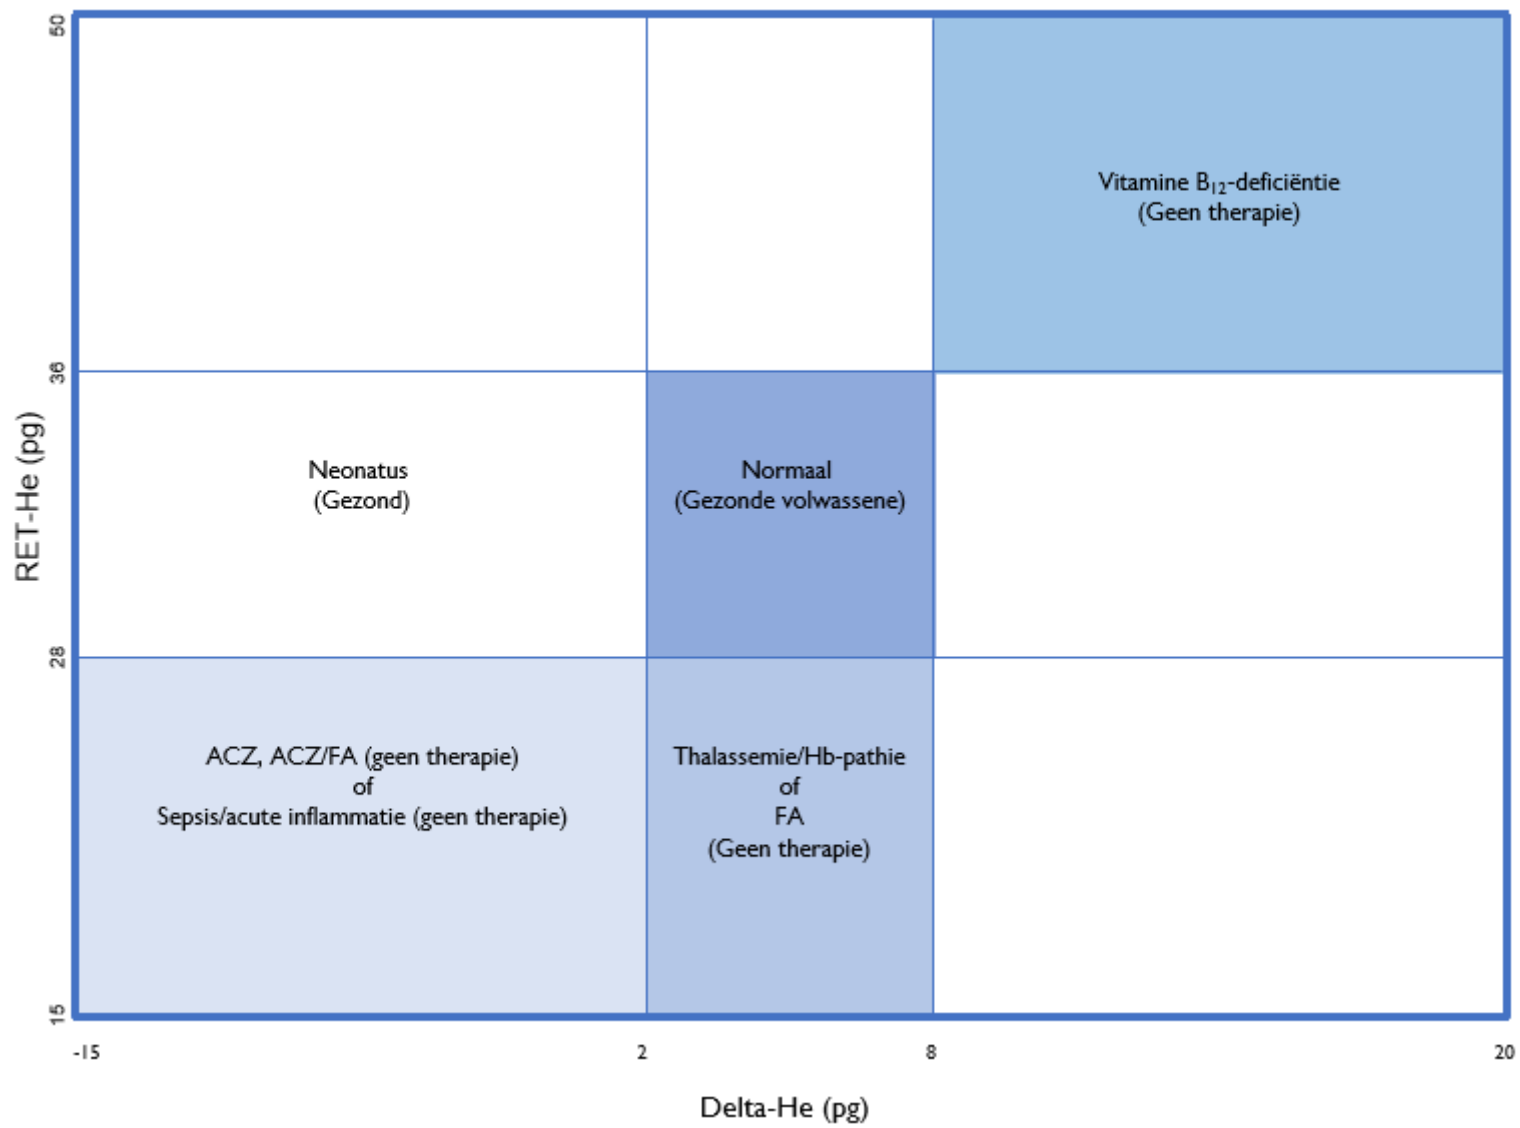 50
Vitamine B₁₂-deficiëntie
(Geen therapie)
36
RET-He (pg)
Neonatus
(Gezond)
Normaal
(Gezonde volwassene)
28
ACZ, ACZ/FA (geen therapie)
of
Sepsis/acute inflammatie (geen therapie)
Thalassemie/Hb-pathie
of
FA
(Geen therapie)
15
-15
2
8
20
Delta-He (pg)